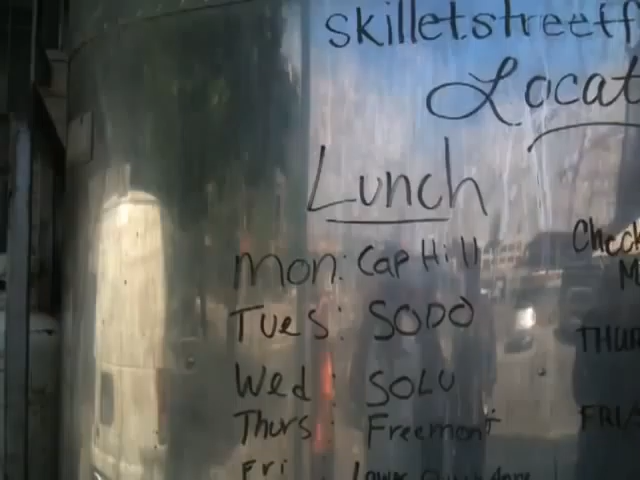 skilletstreetf
Locat
Lunch
Mon: Cap Hill
Tues: SODO
Wed: SOLU
Thurs: Freemont
Fri
Check
M
THUR
FRI/